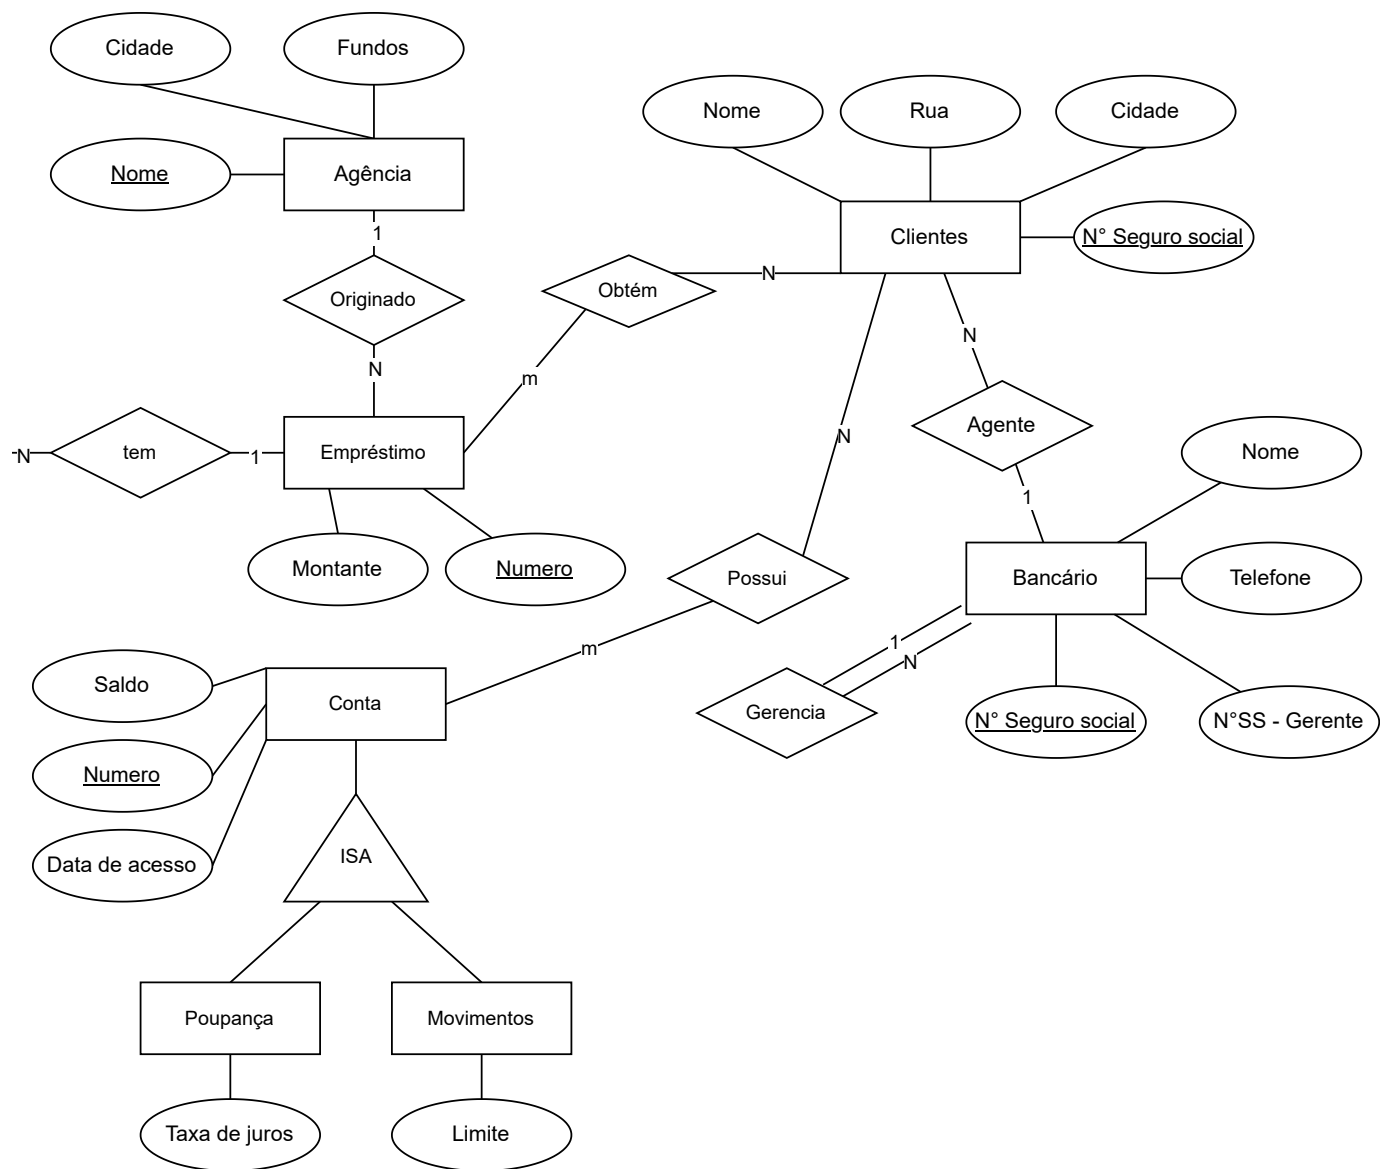 Cidade
Fundos
Nome
Rua
Cidade
Nome
Agência
Clientes
N° Seguro social
1
Originado
Obtém
N
N
N
m
Agente
tem
N
1
Empréstimo
N
Nome
1
Montante
Numero
Possui
Bancário
Telefone
m
1
N
Saldo
Conta
Gerencia
N° Seguro social
N°SS - Gerente
Numero
Data de acesso
ISA
Poupança
Movimentos
Taxa de juros
Limite